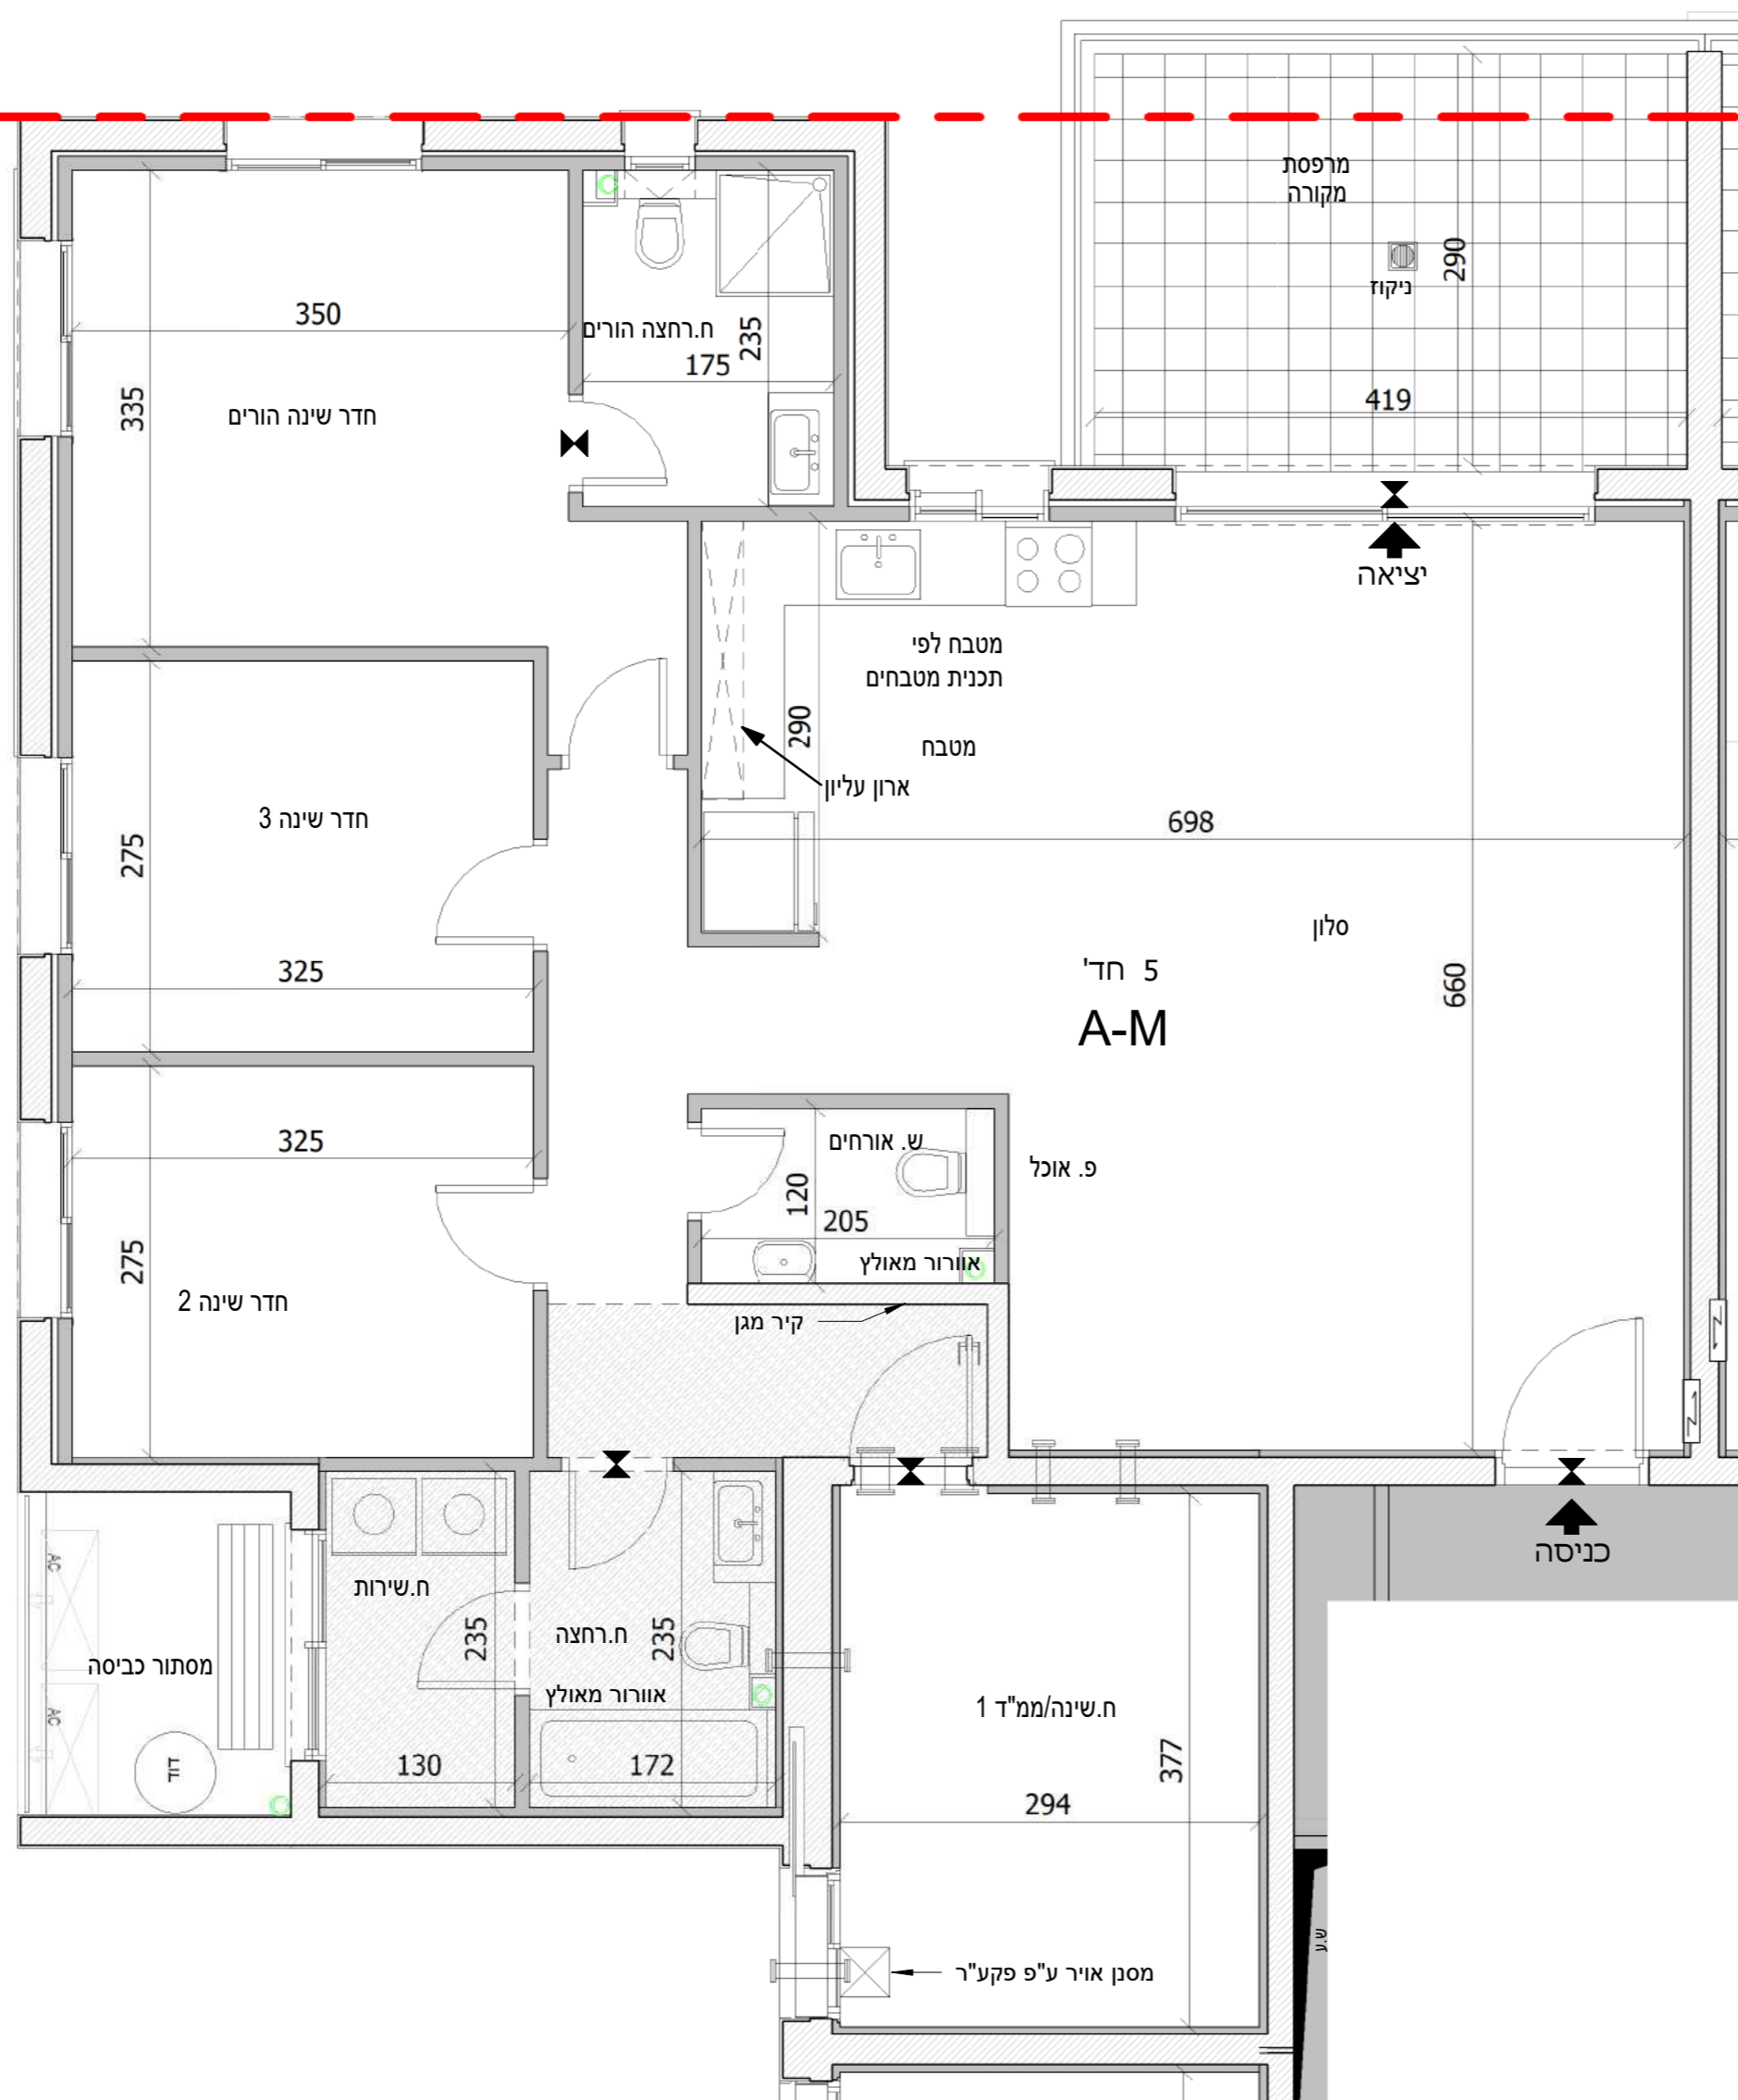 מרפסת
מקורה
290
ניקוז
419
350
ח.רחצה הורים
235
175
335
חדר שינה הורים
יציאה
מטבח לפי
תכנית מטבחים
290
מטבח
ארון עליון
698
חדר שינה 3
275
325
סלון
660
5 חד'
A-M
325
ש. אורחים
120
205
אוורור מאולץ
פ. אוכל
275
חדר שינה 2
קיר מגן
כניסה
AC
ח.שירות
235
ח.רחצה
235
מסתור כביסה
אוורור מאולץ
AC
דוד
130
172
ח.שינה/ממ"ד 1
377
294
ש.ע
מסנן אויר ע"פ פקע"ר